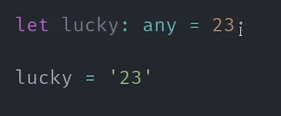 let lucky: any = 23;
lucky = '23'